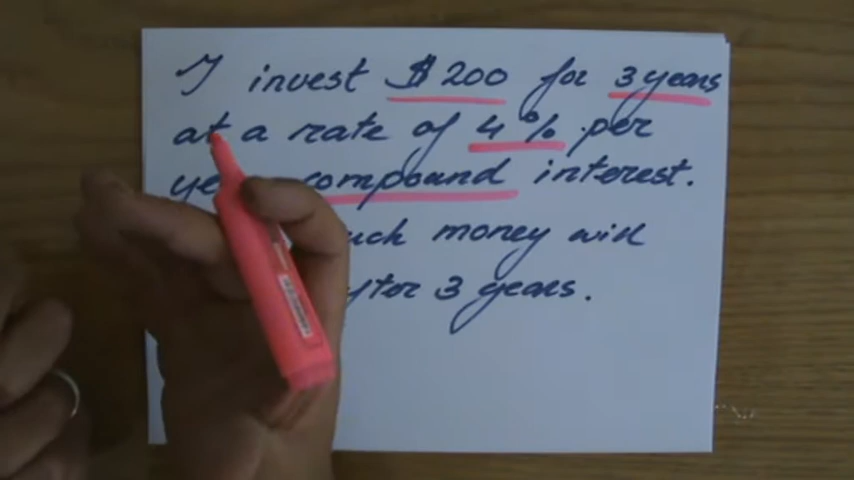 I invest $200 for 3 years
at a rate of 4% per
compound interest.
money will
3 years.